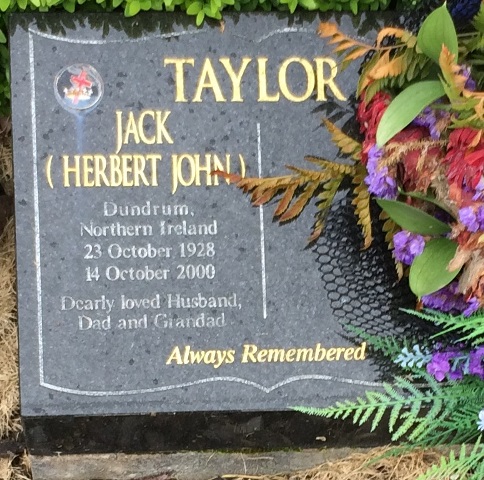 TAYLOR
JACK
( HERBERT JOHN )
Dundrum,
Northern Ireland
23 October 1928
14 October 2000
Dearly loved Husband,
Dad and Grandad
Always Remembered